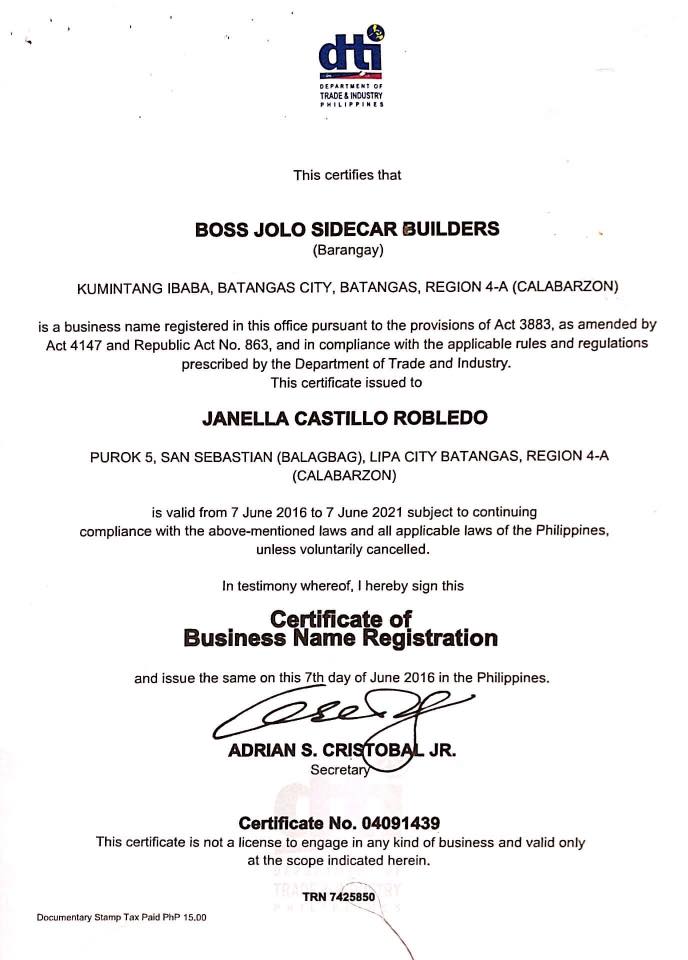 dti
DEPARTMENT OF
TRADE & INDUSTRY
PHILIPPINES
This certifies that
BOSS JOLO SIDECAR BUILDERS
(Barangay)
KUMINTANG IBABA, BATANGAS CITY, BATANGAS, REGION 4-A (CALABARZON)
is a business name registered in this office pursuant to the provisions of Act 3883, as amended by
Act 4147 and Republic Act No. 863, and in compliance with the applicable rules and regulations
prescribed by the Department of Trade and Industry.
This certificate issued to
JANELLA CASTILLO ROBLEDO
PUROK 5, SAN SEBASTIAN (BALAGBAG), LIPA CITY BATANGAS, REGION 4-A
(CALABARZON)
is valid from 7 June 2016 to 7 June 2021 subject to continuing
compliance with the above-mentioned laws and all applicable laws of the Philippines,
unless voluntarily cancelled.
In testimony whereof, I hereby sign this
Certificate of
Business Name Registration
and issue the same on this 7th day of June 2016 in the Philippines.
ADRIAN S. CRISTOBAL JR.
Secretary
Certificate No. 04091439
This certificate is not a license to engage in any kind of business and valid only
at the scope indicated herein.
TRN 7425850
Documentary Stamp Tax Paid PhP 15.00